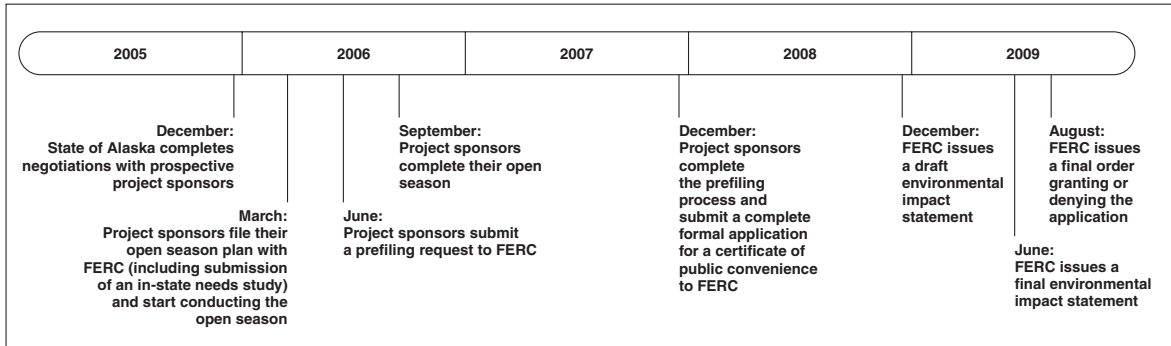 2005
2006
2007
2008
2009
December:
State of Alaska completes
negotiations with prospective
project sponsors
March:
Project sponsors file their
open season plan with
FERC (including submission
of an in-state needs study)
and start conducting the
open season
June:
Project sponsors submit
a prefiling request to FERC
September:
Project sponsors
complete their open
season
December:
Project sponsors
complete
the prefiling
process and
submit a complete
formal application
for a certificate of
public convenience
to FERC
December:
FERC issues
a draft
environmental
impact
statement
June:
FERC issues a
final environmental
impact statement
August:
FERC issues
a final order
granting or
denying the
application